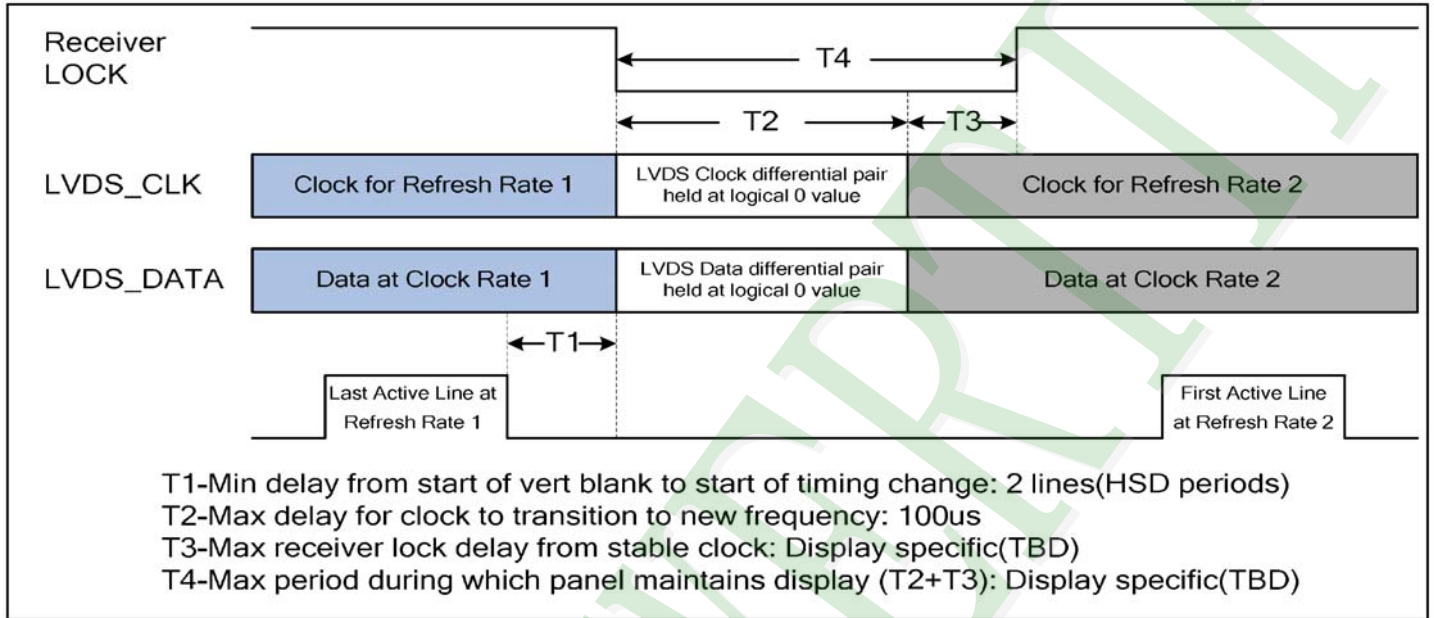 Receiver
LOCK
T4
T2
T3
LVDS_CLK
Clock for Refresh Rate 1
LVDS Clock differential pair
held at logical 0 value
Clock for Refresh Rate 2
LVDS_DATA
Data at Clock Rate 1
LVDS Data differential pair
held at logical 0 value
Data at Clock Rate 2
T1
Last Active Line at
Refresh Rate 1
First Active Line
at Refresh Rate 2
T1-Min delay from start of vert blank to start of timing change: 2 lines(HSD periods)
T2-Max delay for clock to transition to new frequency: 100us
T3-Max receiver lock delay from stable clock: Display specific(TBD)
T4-Max period during which panel maintains display (T2+T3): Display specific(TBD)